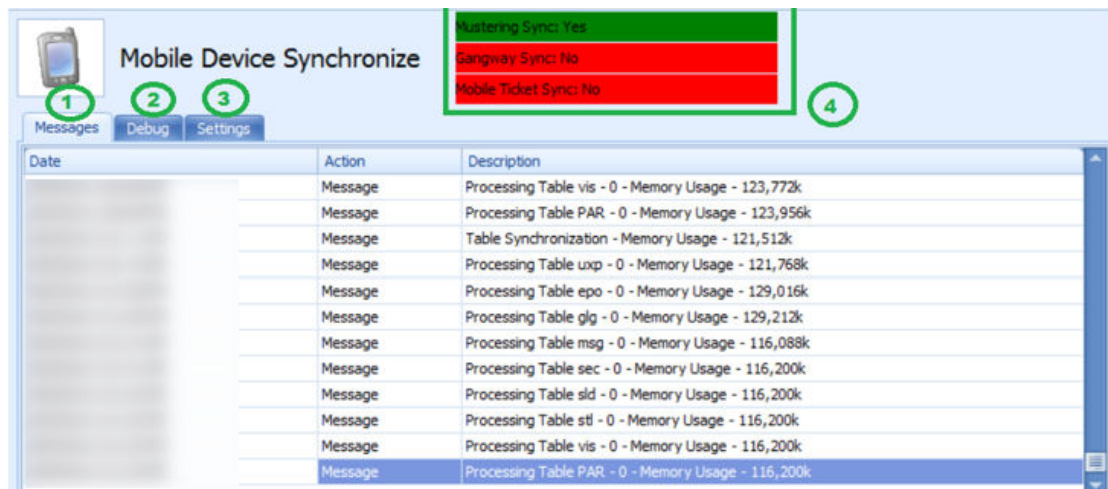 Mobile Device Synchronize
Mustering Sync: Yes
Gangway Sync: No
Mobile Ticket Sync: No
1
2
3
4
Messages Debug Settings
Date Action Description
Message Processing Table vis - 0 - Memory Usage - 123,772k
Message Processing Table PAR - 0 - Memory Usage - 123,956k
Message Table Synchronization - Memory Usage - 121,512k
Message Processing Table uxp - 0 - Memory Usage - 121,768k
Message Processing Table epo - 0 - Memory Usage - 129,016k
Message Processing Table glg - 0 - Memory Usage - 129,212k
Message Processing Table msg - 0 - Memory Usage - 116,088k
Message Processing Table sec - 0 - Memory Usage - 116,200k
Message Processing Table sld - 0 - Memory Usage - 116,200k
Message Processing Table stl - 0 - Memory Usage - 116,200k
Message Processing Table vis - 0 - Memory Usage - 116,200k
Message Processing Table PAR - 0 - Memory Usage - 116,200k